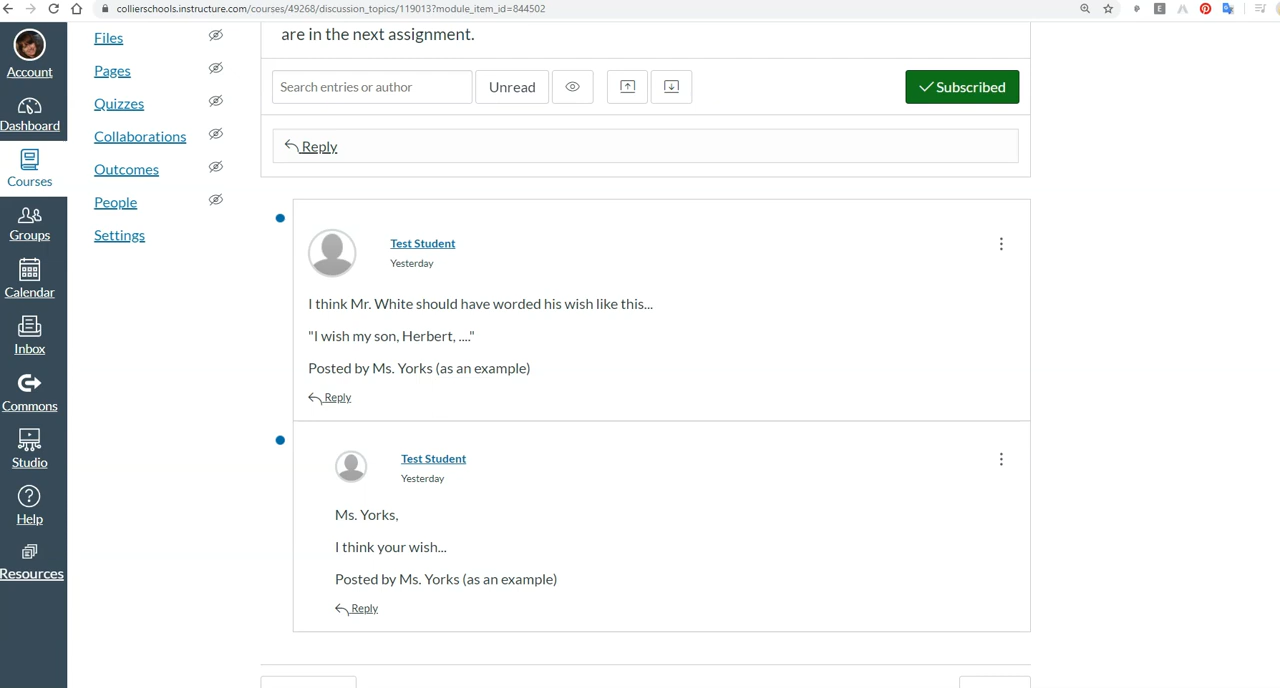 collierschools.instructure.com/courses/49268/discussion_topics/119013?module_item_id=844502
Account
Dashboard
Courses
Groups
Calendar
Inbox
Commons
Studio
Help
Resources
Files
Pages
Quizzes
Collaborations
Outcomes
People
Settings
are in the next assignment.
Search entries or author
Unread
Subscribed
Reply
Test Student
Yesterday
I think Mr. White should have worded his wish like this...
"I wish my son, Herbert, ...."
Posted by Ms. Yorks (as an example)
Reply
Test Student
Yesterday
Ms. Yorks,
I think your wish...
Posted by Ms. Yorks (as an example)
Reply